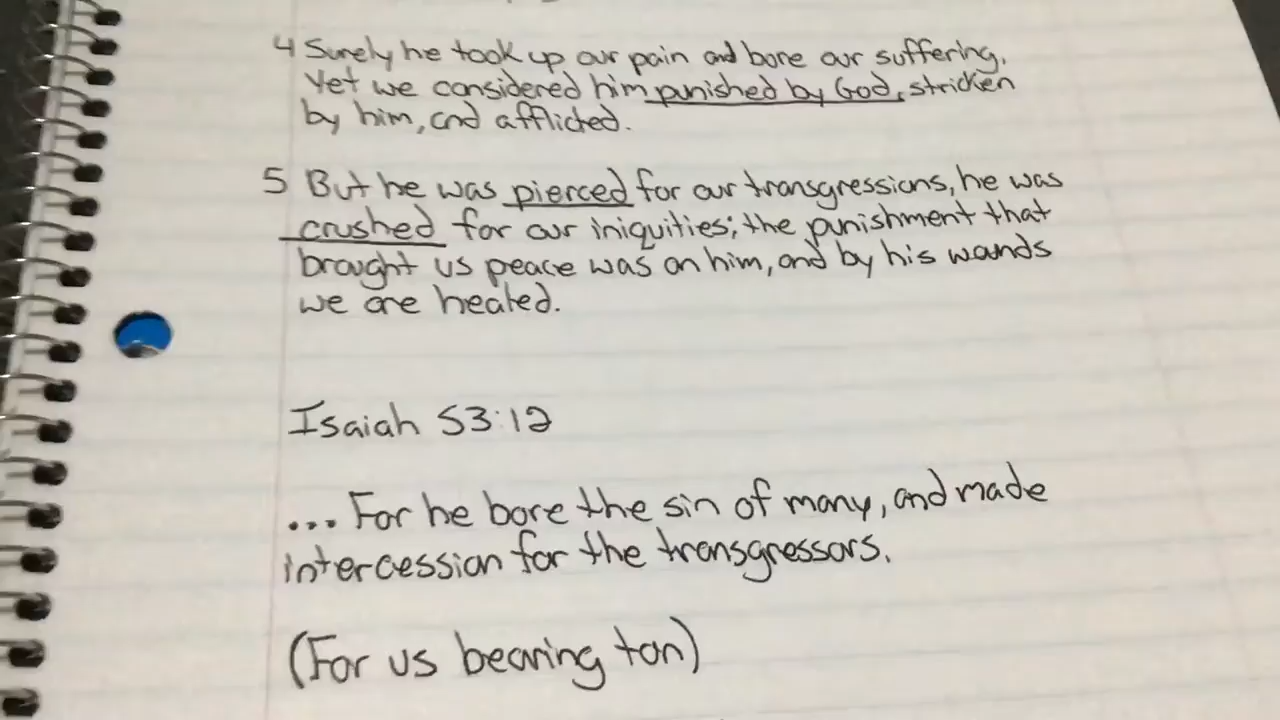 4 Surely he took up our pain and bore our suffering,
Yet we considered him punished by God, stricken
by him, and afflicted.
5 But he was pierced for our transgressions, he was
crushed for our iniquities; the punishment that
brought us peace was on him, and by his wounds
we are healed.
Isaiah 53:12
... For he bore the sin of many, and made
intercession for the transgressors.
(For us bearing ton)